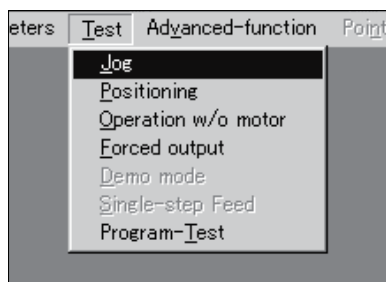 eters Test Advanced-function Point
Jog
Positioning
Operation w/o motor
Forced output
Demo mode
Single-step Feed
Program-Test